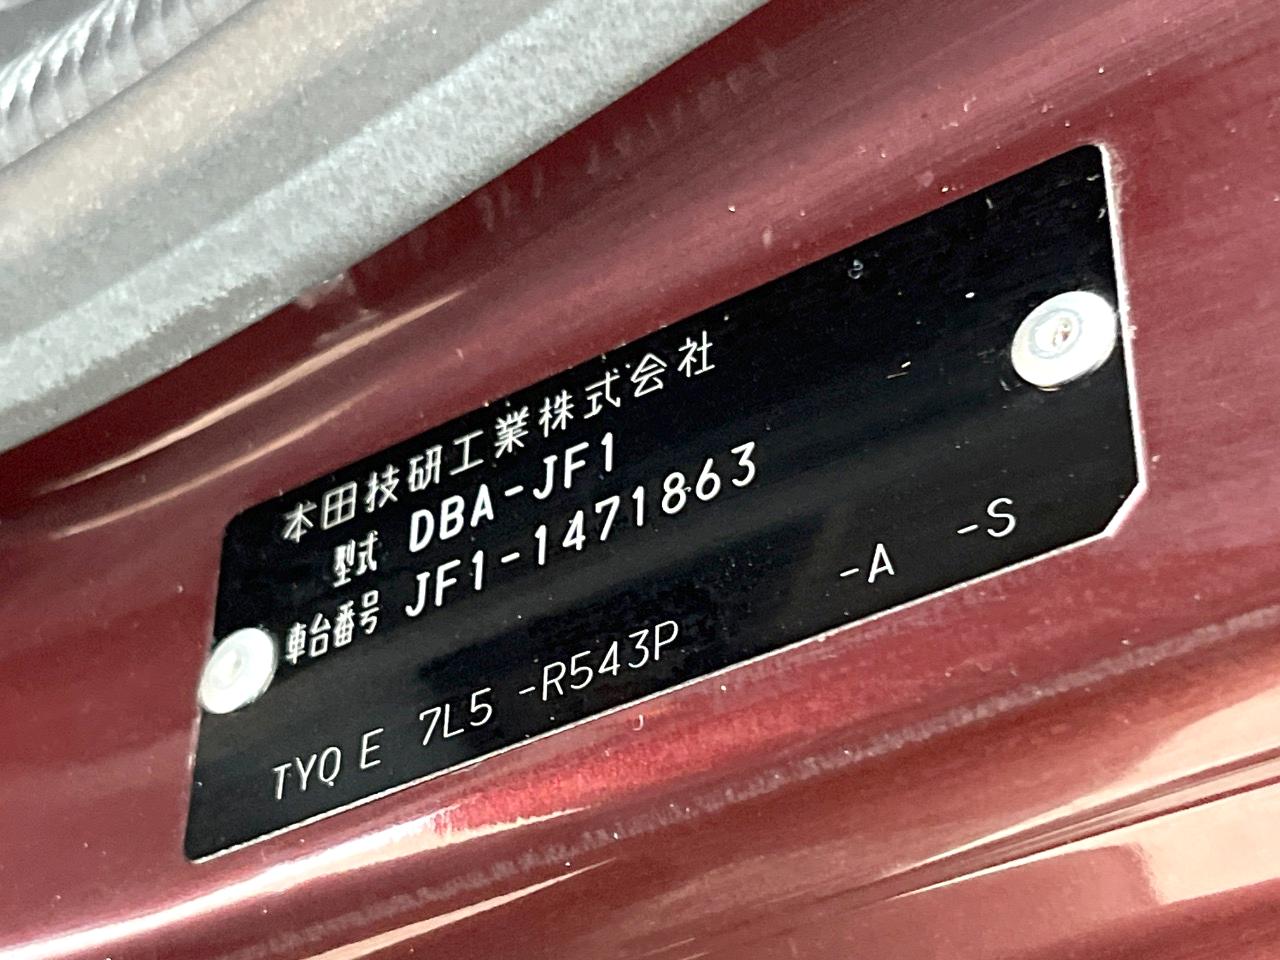 本田技研工業株式会社
型式 DBA-JF1
車台番号 JF1-1471863
TYQ E 7L5 -R543P -A -S